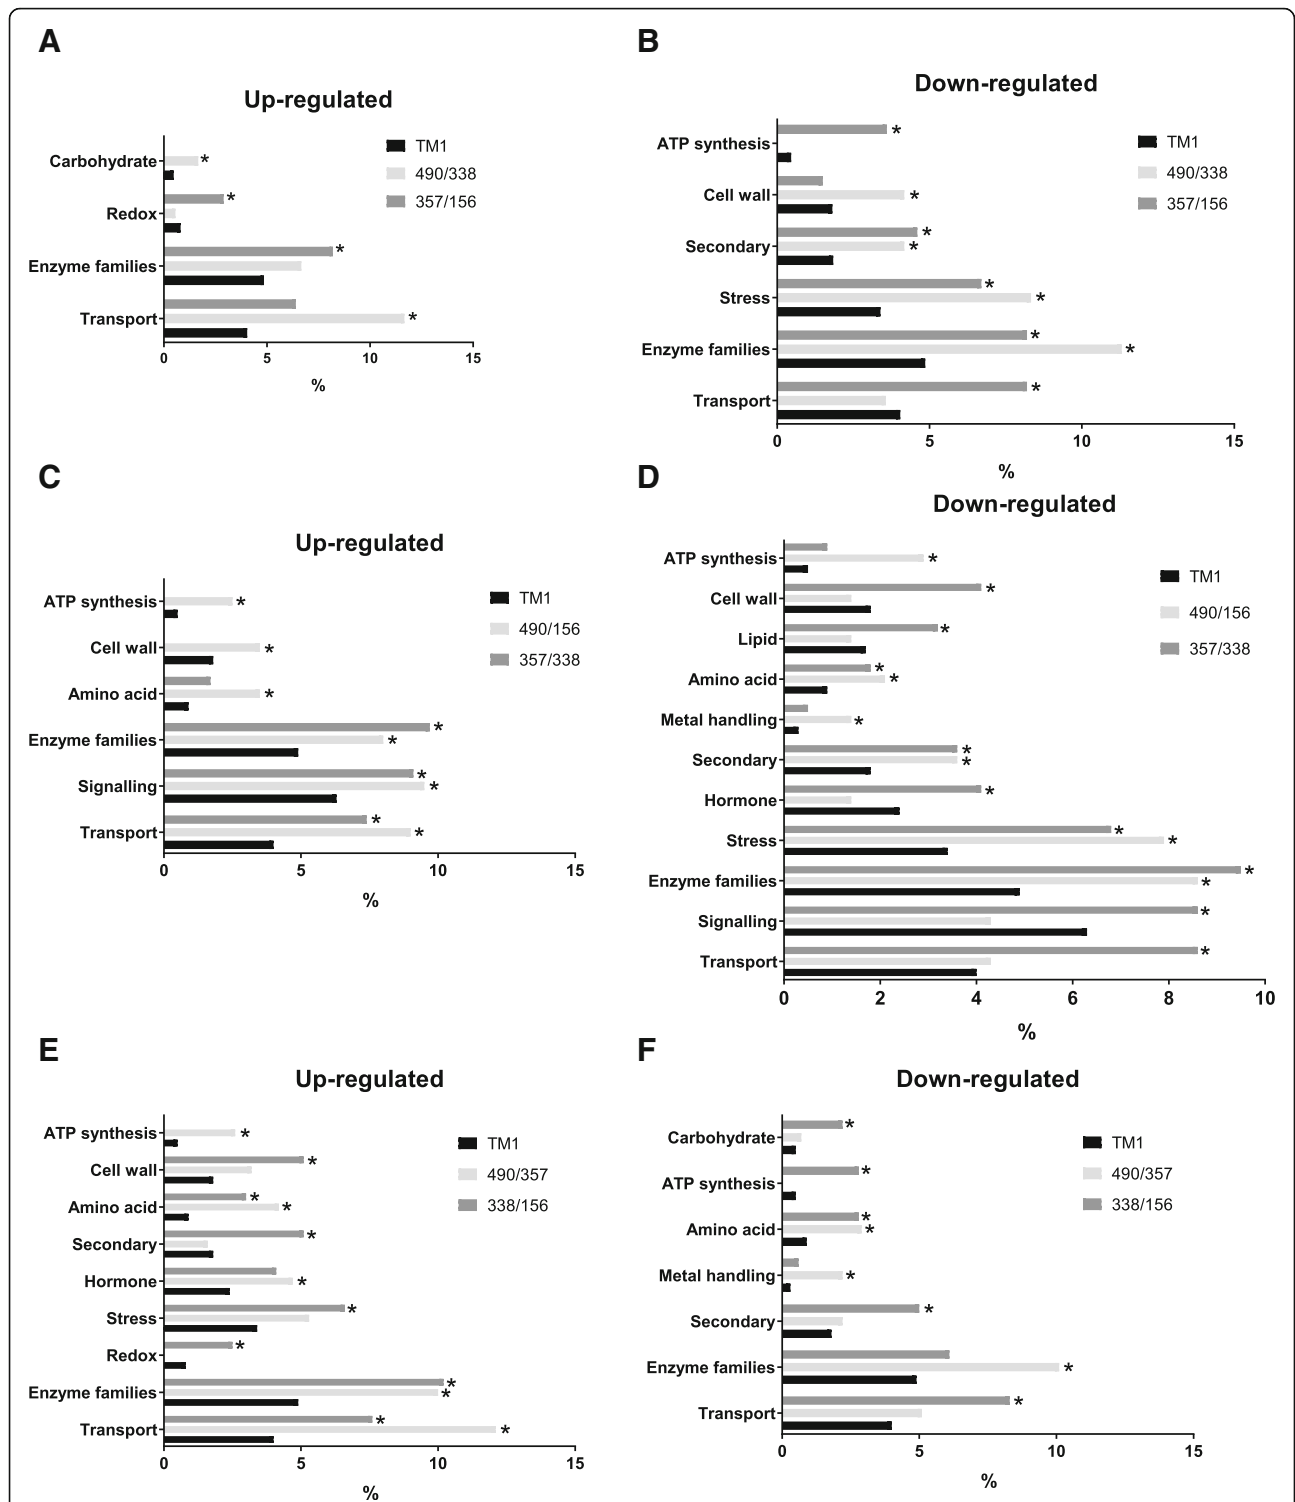 A
Up-regulated
Carbohydrate *
Redox *
Enzyme families *
Transport *
TM1
490/338
357/156
0 5 10 15
%
B
Down-regulated
ATP synthesis *
Cell wall *
Secondary * *
Stress * *
Enzyme families * *
Transport *
TM1
490/338
357/156
0 5 10 15
%
C
Up-regulated
ATP synthesis *
Cell wall *
Amino acid *
Enzyme families * *
Signalling * *
Transport * *
TM1
490/156
357/338
0 5 10 15
%
D
Down-regulated
ATP synthesis *
Cell wall *
Lipid *
Amino acid * *
Metal handling *
Secondary * *
Hormone *
Stress * *
Enzyme families * *
Signalling *
Transport *
TM1
490/156
357/338
0 2 4 6 8 10
%
E
Up-regulated
ATP synthesis *
Cell wall *
Amino acid * *
Secondary *
Hormone *
Stress *
Redox *
Enzyme families * *
Transport * *
TM1
490/357
338/156
0 5 10 15
%
F
Down-regulated
Carbohydrate *
ATP synthesis *
Amino acid * *
Metal handling *
Secondary *
Enzyme families *
Transport *
TM1
490/357
338/156
0 5 10 15
%